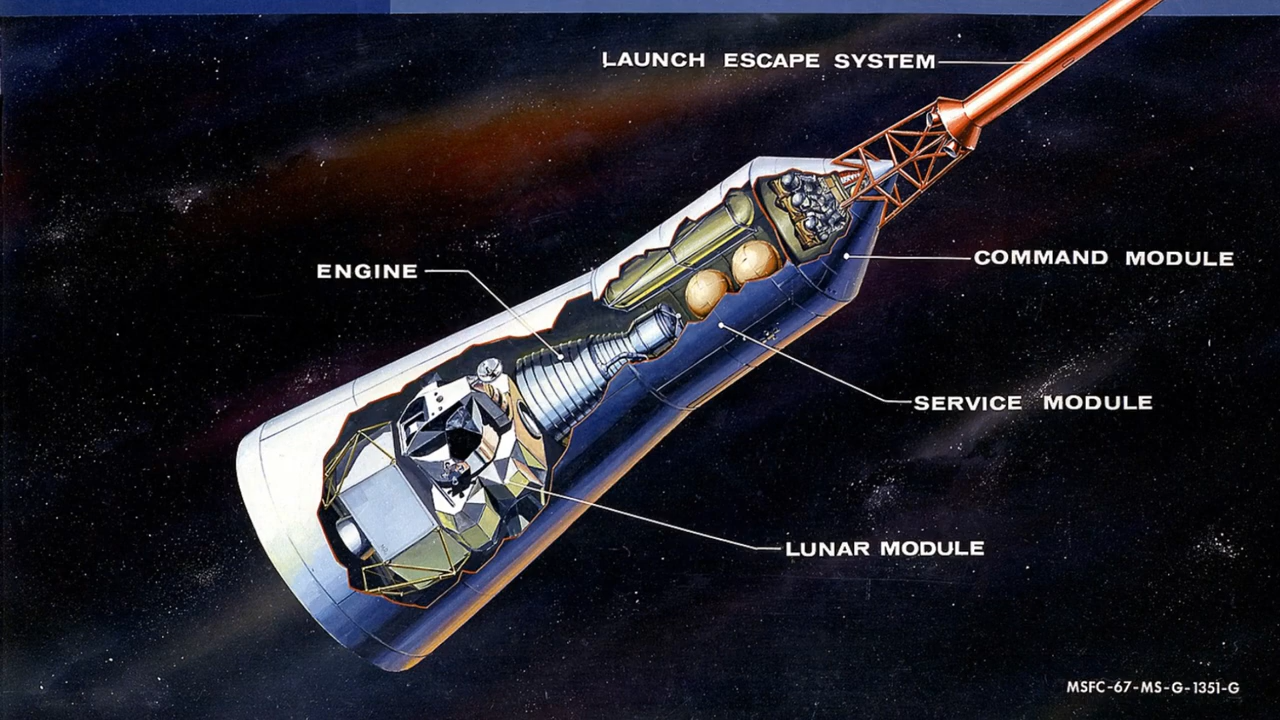 LAUNCH ESCAPE SYSTEM
COMMAND MODULE
ENGINE
SERVICE MODULE
LUNAR MODULE
MSFC-67-MS-G-1351-G